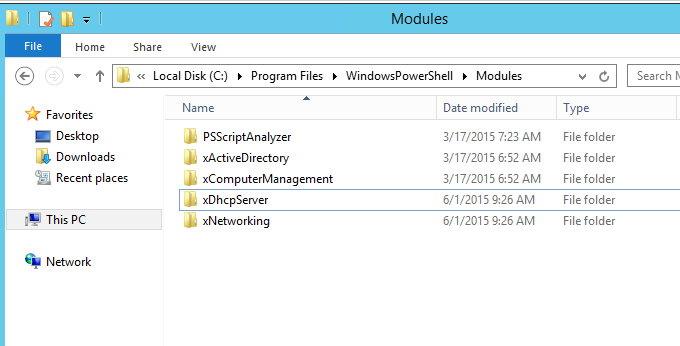 Modules
File Home Share View
Local Disk (C:) Program Files WindowsPowerShell Modules Search M
Favorites
Desktop
Downloads
Recent places
This PC
Network
Name Date modified Type
PSScriptAnalyzer 3/17/2015 7:23 AM File folder
xActiveDirectory 3/17/2015 6:52 AM File folder
xComputerManagement 3/17/2015 6:52 AM File folder
xDhcpServer 6/1/2015 9:26 AM File folder
xNetworking 6/1/2015 9:26 AM File folder